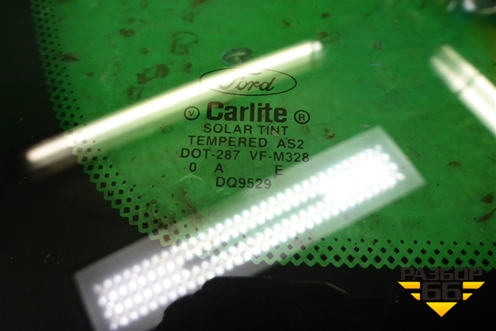 Ford
V Carlite R
SOLAR TINT
TEMPERED AS2
DOT-287 VF-M328
0 A E
DQ9529
РАЗБОР
66